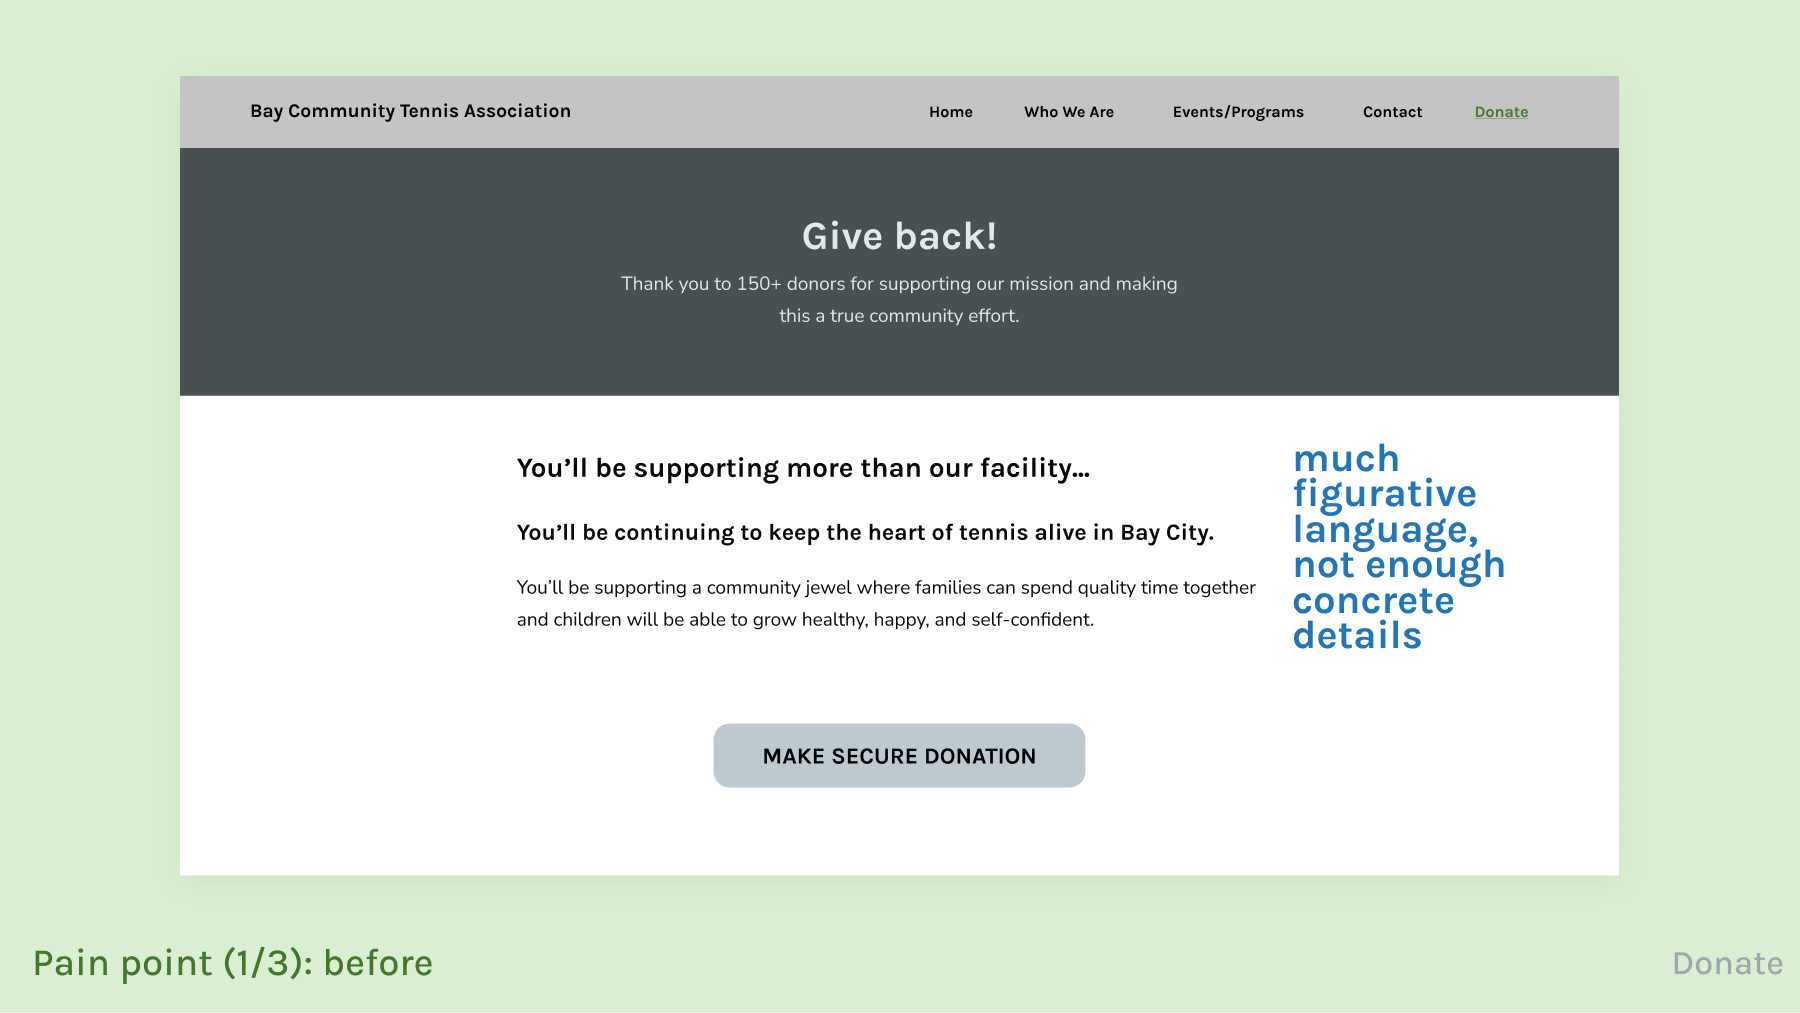 Bay Community Tennis Association
Home Who We Are Events/Programs Contact Donate
Give back!
Thank you to 150+ donors for supporting our mission and making
this a true community effort.
You’ll be supporting more than our facility...
You’ll be continuing to keep the heart of tennis alive in Bay City.
You’ll be supporting a community jewel where families can spend quality time together
and children will be able to grow healthy, happy, and self-confident.
much
figurative
language,
not enough
concrete
details
MAKE SECURE DONATION
Pain point (1/3): before
Donate